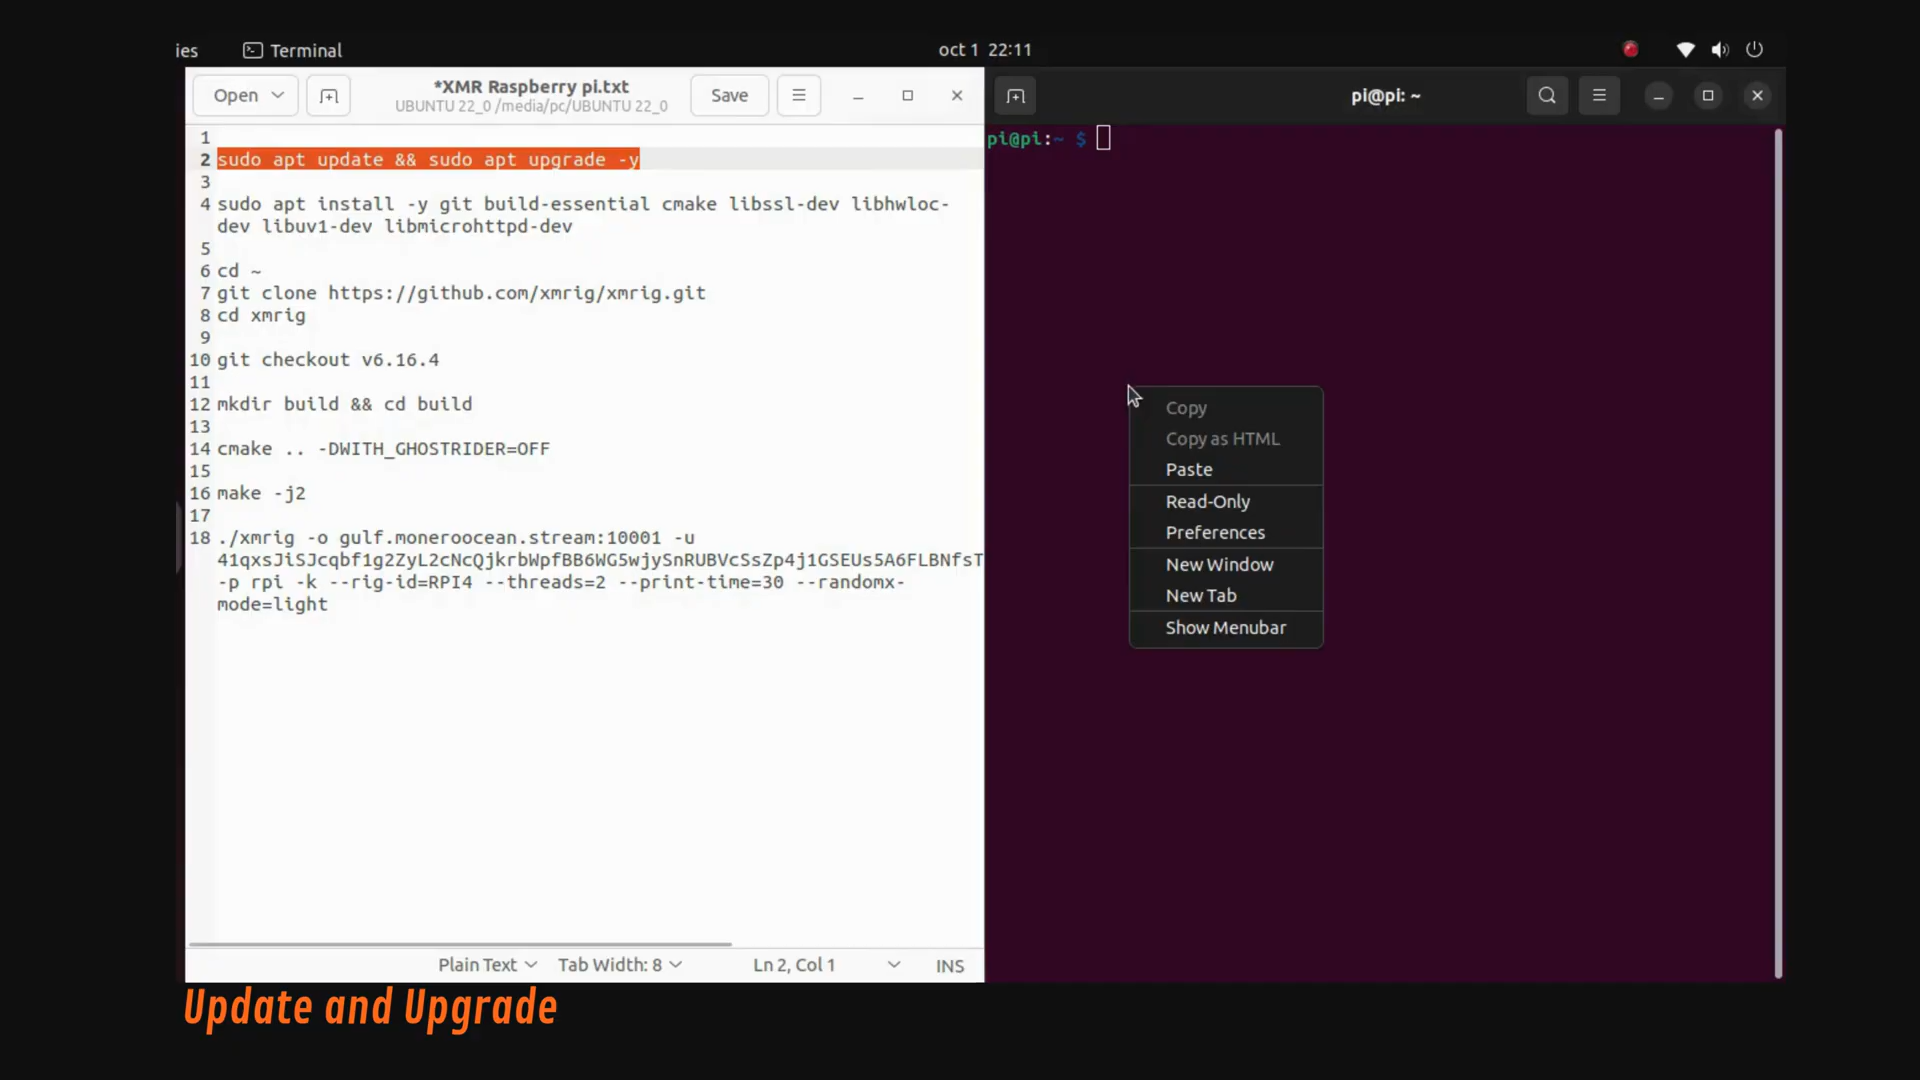 ies Terminal oct 1 22:11
Open *XMR Raspberry pi.txt Save
UBUNTU 22_0 /media/pc/UBUNTU 22_0
1
2 sudo apt update && sudo apt upgrade -y
3
4 sudo apt install -y git build-essential cmake libssl-dev libhwloc-
dev libuv1-dev libmicrohttpd-dev
5
6 cd ~
7 git clone https://github.com/xmrig/xmrig.git
8 cd xmrig
9
10 git checkout v6.16.4
11
12 mkdir build && cd build
13
14 cmake .. -DWITH_GHOSTRIDER=OFF
15
16 make -j2
17
18 ./xmrig -o gulf.moneroocean.stream:10001 -u
41qxsJiSJcqbf1g2ZyL2cNcQjkrbWpfBB6WG5wjySnRUBVcSsZp4j1GSEUs5A6FLBNfsT
-p rpi -k --rig-id=RPI4 --threads=2 --print-time=30 --randomx-
mode=light
Plain Text Tab Width: 8 Ln 2, Col 1 INS
pi@pi: ~
pi@pi:~ $
Copy
Copy as HTML
Paste
Read-Only
Preferences
New Window
New Tab
Show Menubar
Update and Upgrade